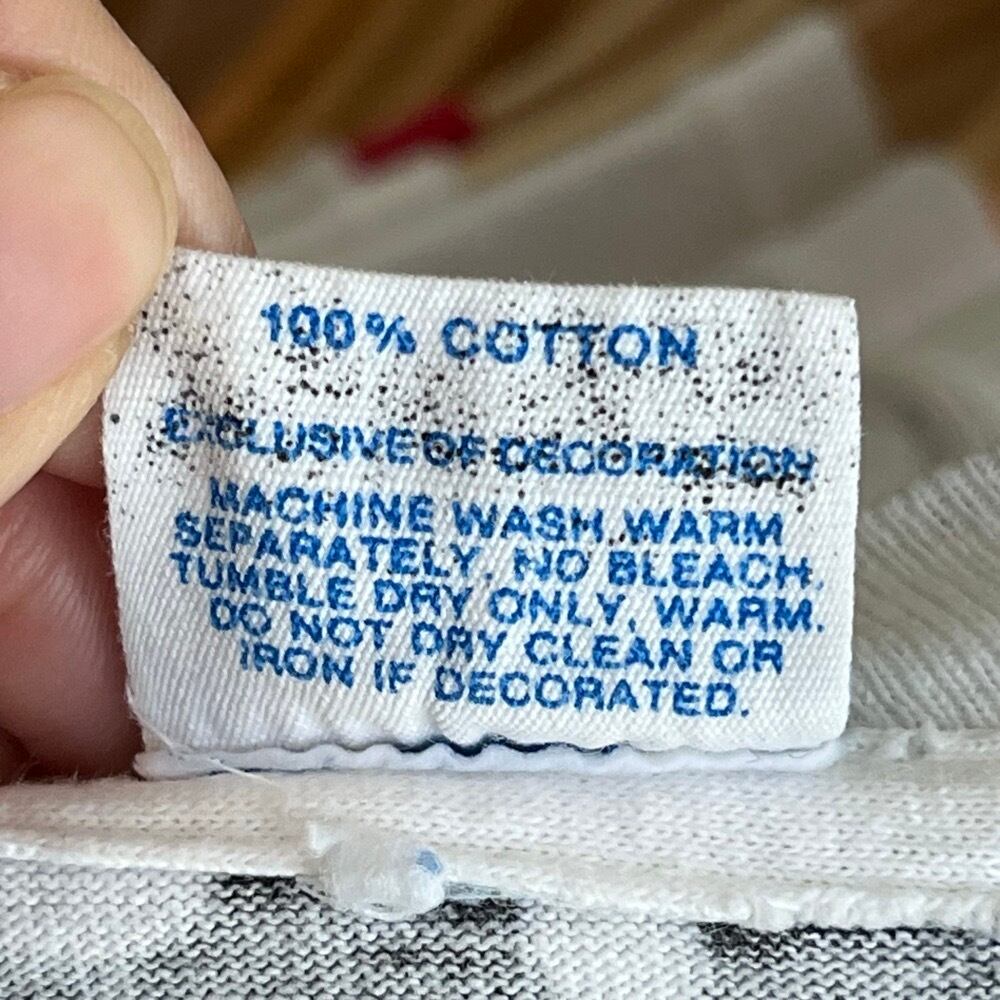 100% COTTON
EXCLUSIVE OF DECORATION
MACHINE WASH WARM
SEPARATELY. NO BLEACH.
TUMBLE DRY ONLY, WARM.
DO NOT DRY CLEAN OR
IRON IF DECORATED.